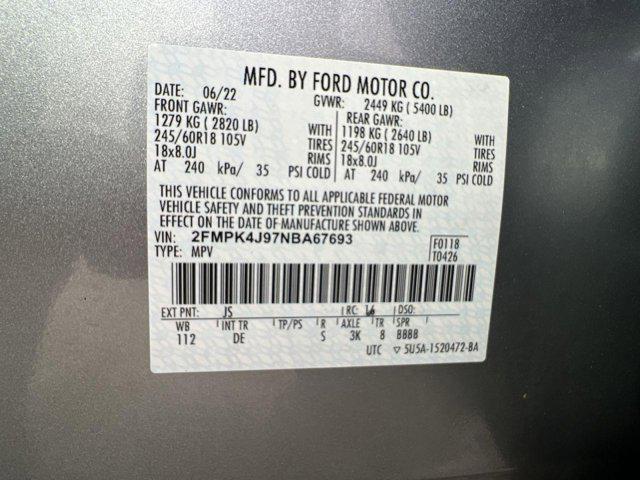 MFD. BY FORD MOTOR CO.
DATE: 06/22 GVWR: 2449 KG ( 5400 LB)
FRONT GAWR: REAR GAWR:
1279 KG ( 2820 LB) WITH 1198 KG ( 2640 LB) WITH
245/60R18 105V TIRES 245/60R18 105V TIRES
18x8.0J RIMS 18x8.0J RIMS
AT 240 kPa/ 35 PSI COLD AT 240 kPa/ 35 PSI COLD
THIS VEHICLE CONFORMS TO ALL APPLICABLE FEDERAL MOTOR
VEHICLE SAFETY AND THEFT PREVENTION STANDARDS IN
EFFECT ON THE DATE OF MANUFACTURE SHOWN ABOVE.
VIN: 2FMPK4J97NBA67693 F0118
TYPE: MPV T0426
EXT PNT: JS RC: 16 DSO:
WB INT TR TP/PS R AXLE TR SPR
112 DE S 3K 8 BBBB
UTC ▽ 5U5A-1520472-BA